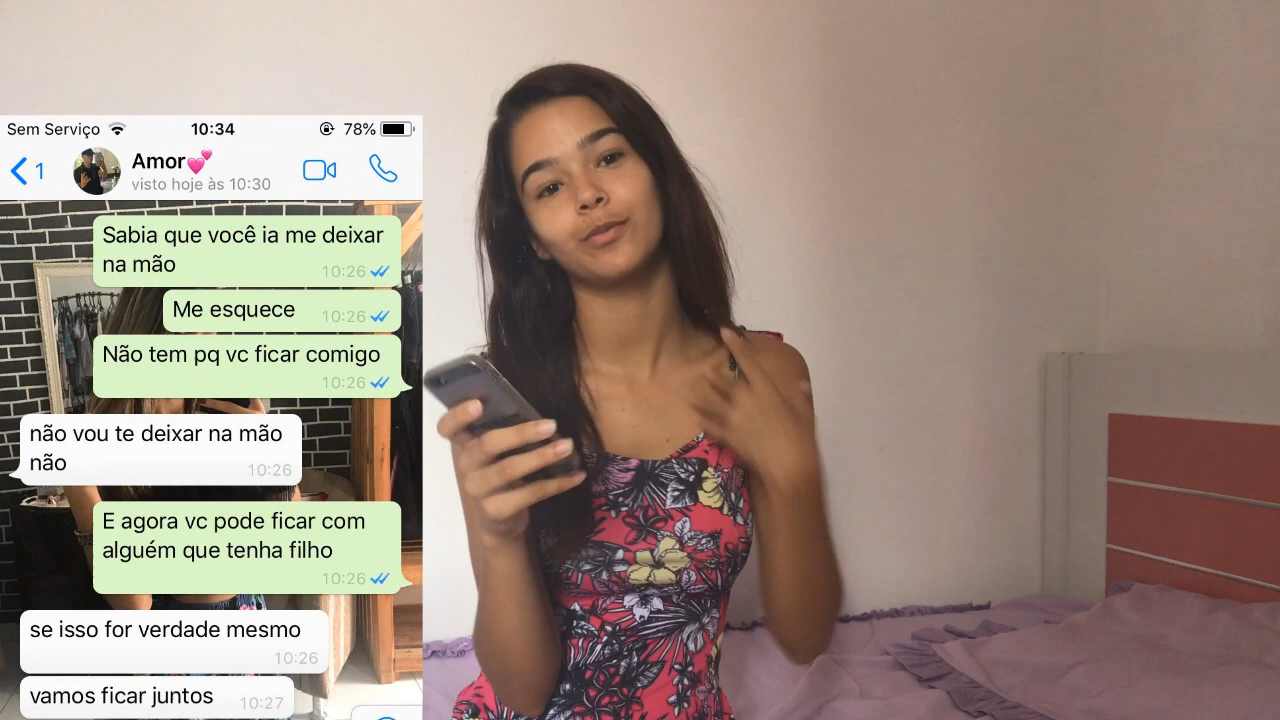 Sem Serviço 10:34 78%
1 Amor💕
visto hoje às 10:30
Sabia que você ia me deixar
na mão 10:26
Me esquece 10:26
Não tem pq vc ficar comigo
10:26
não vou te deixar na mão
não 10:26
E agora vc pode ficar com
alguém que tenha filho
10:26
se isso for verdade mesmo
10:26
vamos ficar juntos 10:27